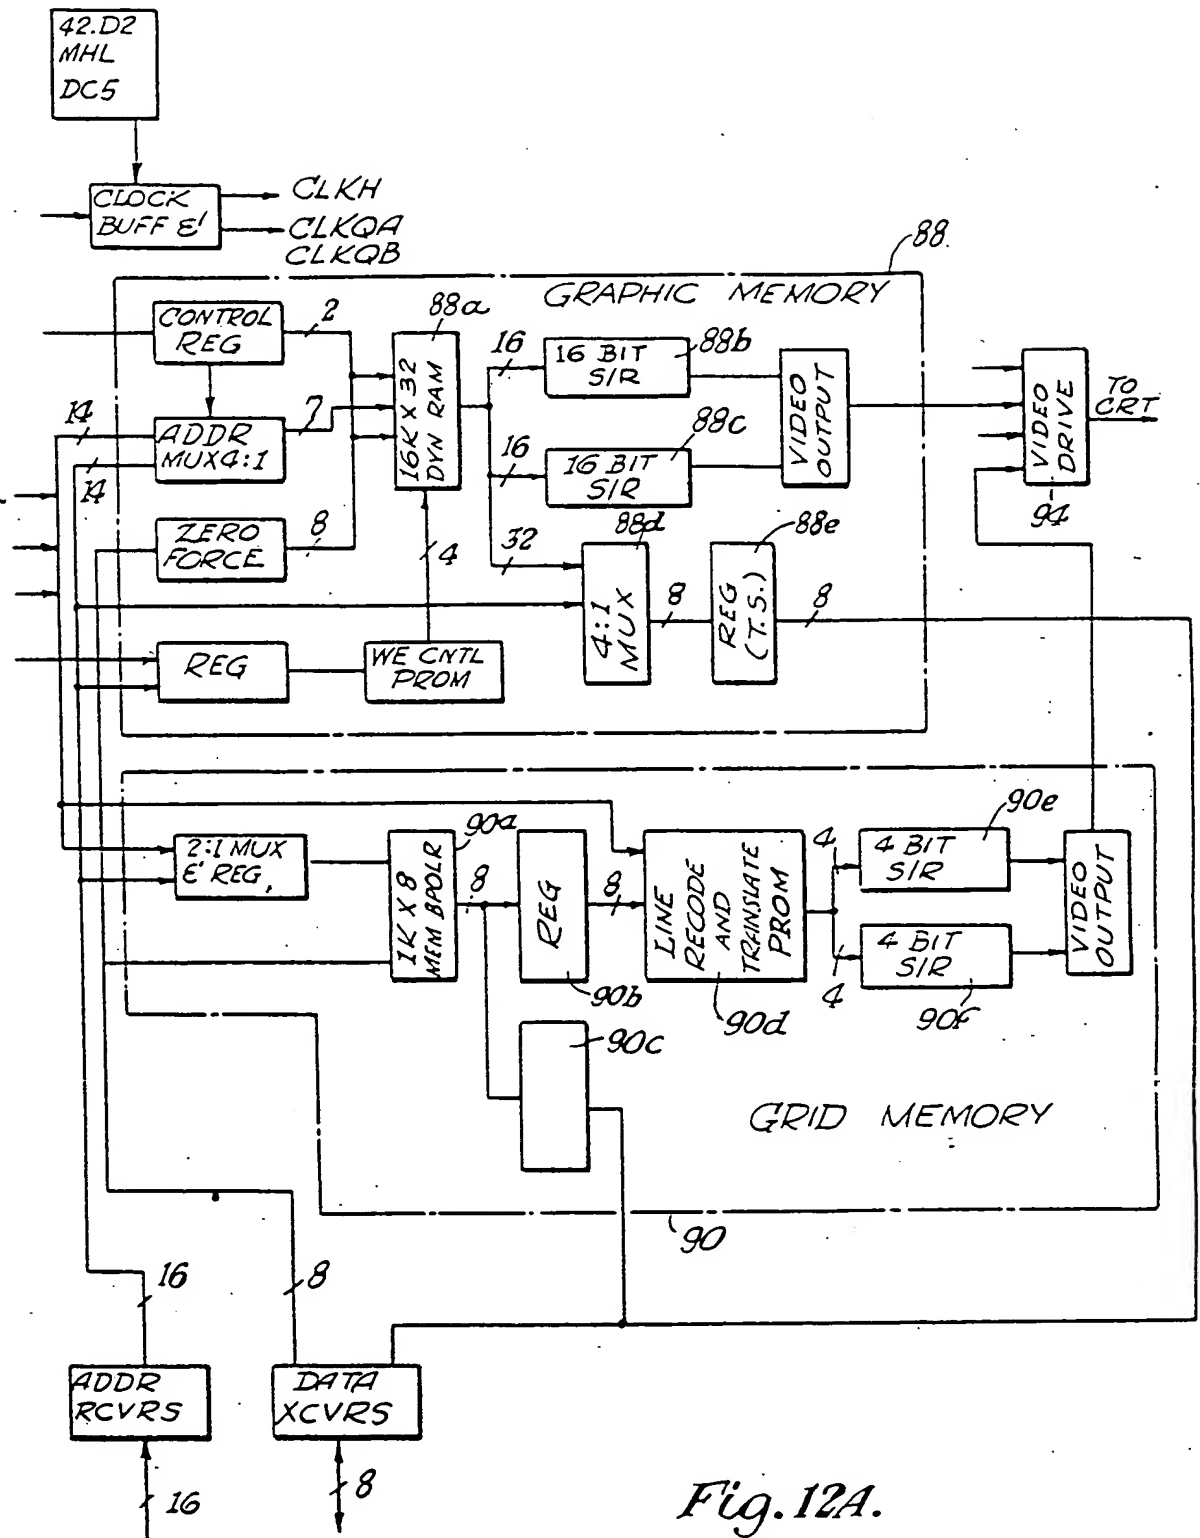 42.D2
MHL
DC5
CLOCK
BUFF &
CLKH
CLKQA
CLKQB
88.
GRAPHIC MEMORY
CONTROL
REG
2
88a
16K X 32
DYN RAM
16
16 BIT
S/R
88b
VIDEO
OUTPUT
VIDEO
DRIVE
TO
CRT
94
14
ADDR
MUX 4:1
7
14
16
16 BIT
S/R
88c
ZERO
FORCE
8
4
32
88d
4:1
MUX
8
88e
REG
(T.S.)
8
REG
WE CNTL
PROM
2:1 MUX
& REG,
90a
1K X 8
MEM BPOLR
8
REG
90b
8
LINE
RECODE
AND
TRANSLATE
PROM
90d
4
4 BIT
S/R
90e
4
4 BIT
S/R
90f
VIDEO
OUTPUT
90c
GRID MEMORY
90
16
8
ADDR
RCVRS
DATA
XCVRS
16
8
Fig. 12A.